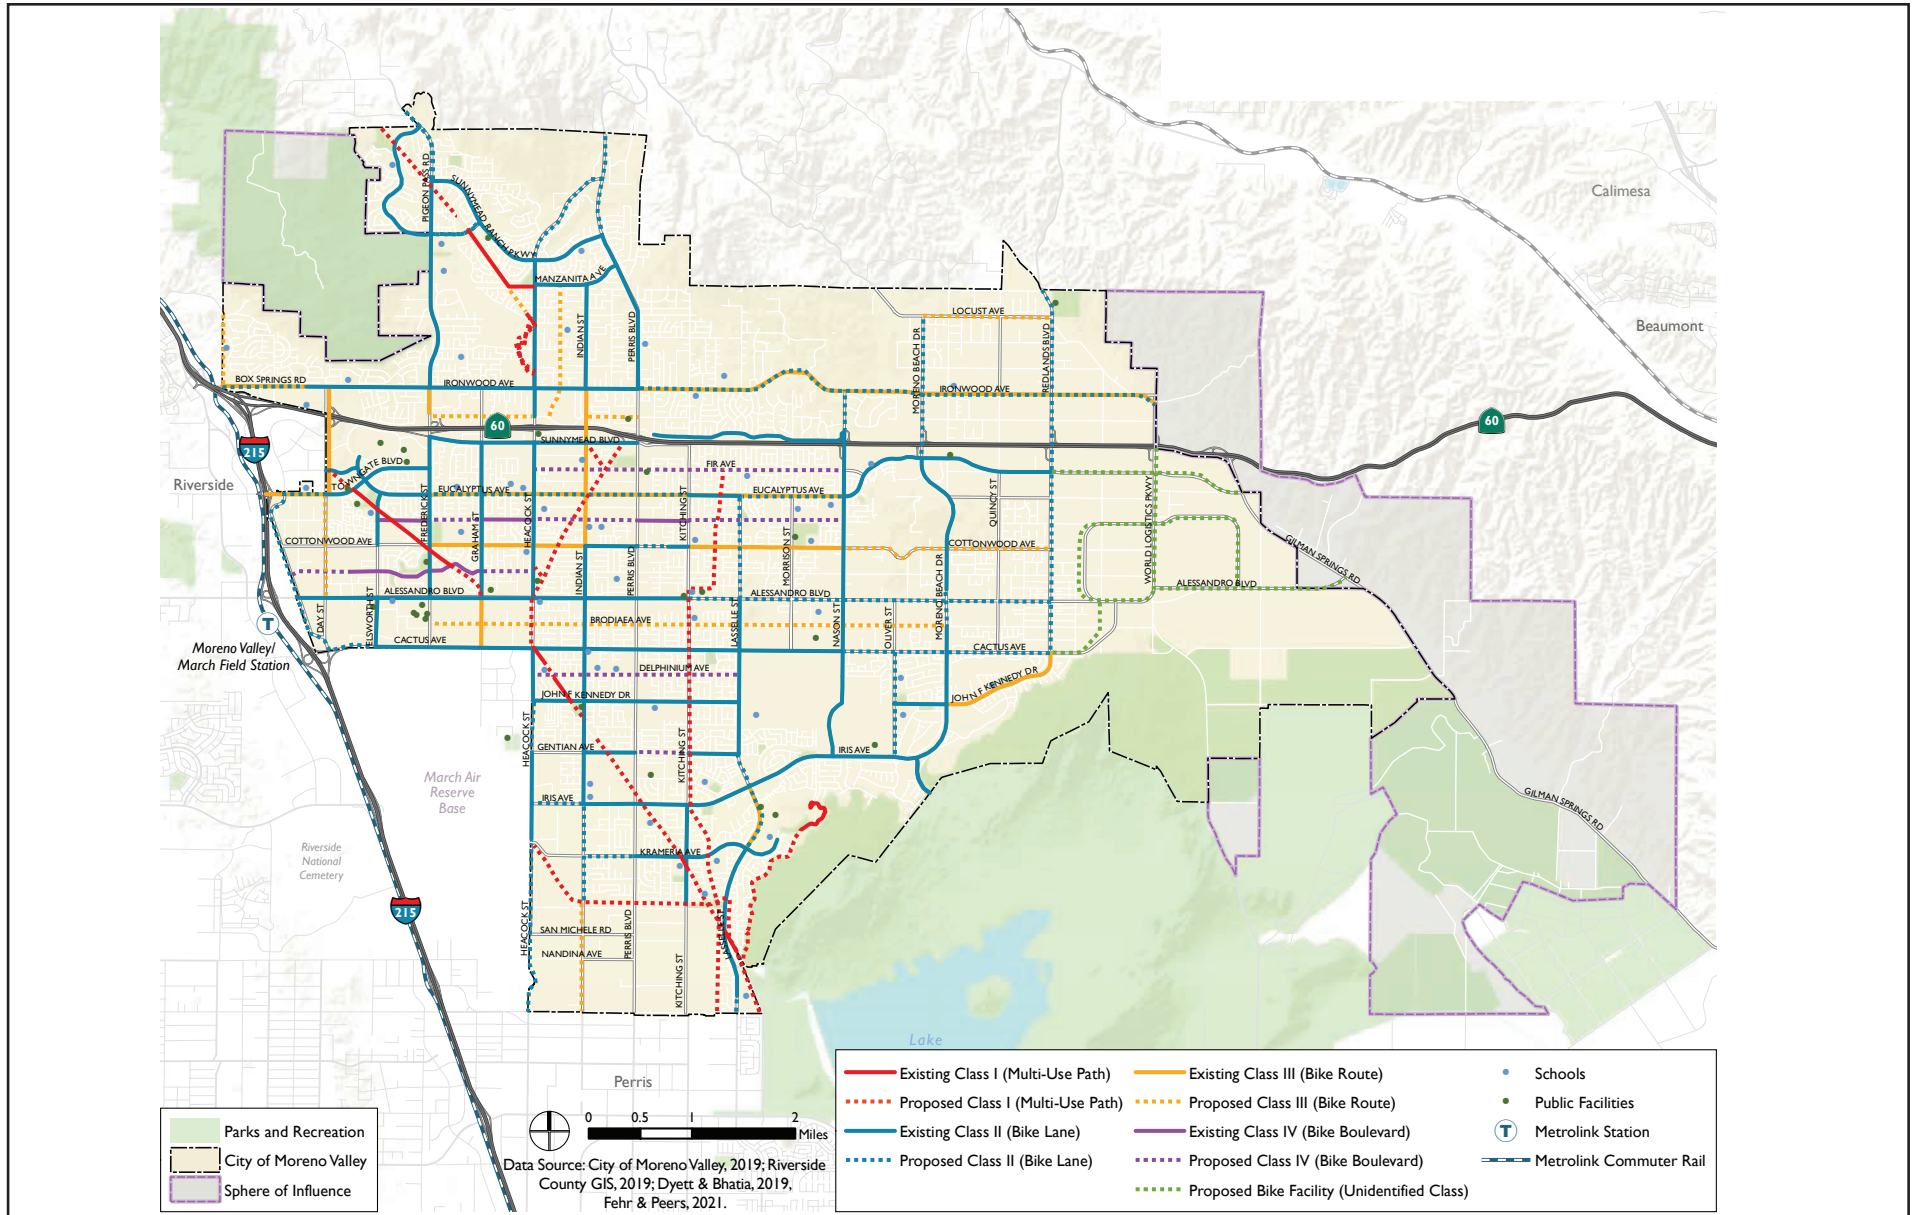 Calimesa
Beaumont
Riverside
PIGEON PASS RD
SUNNYMEAD RANCH PKWY
MANZANITA AVE
INDIAN ST
PERRIS BLVD
LOCUST AVE
MORENO BEACH DR
REDLANDS BLVD
BOX SPRINGS RD
IRONWOOD AVE
IRONWOOD AVE
60
60
215
SUNNYMEAD BLVD
FIR AVE
TOWNGATE BLVD
EUCALYPTUS AVE
EUCALYPTUS AVE
FREDERICK ST
GRAHAM ST
HEACOCK ST
KITCHING ST
QUINCY ST
WORLD LOGISTICS PKWY
COTTONWOOD AVE
COTTONWOOD AVE
GILMAN SPRINGS RD
INDIAN ST
PERRIS BLVD
MORRISON ST
MORENO BEACH DR
ALESSANDRO BLVD
ALESSANDRO BLVD
ALESSANDRO BLVD
DAY ST
ELSWORTH ST
LASSELLE ST
NASON ST
OLIVER ST
BRODIAEA AVE
CACTUS AVE
CACTUS AVE
Moreno Valley/
March Field Station
T
DELPHINIUM AVE
JOHN F KENNEDY DR
JOHN F KENNEDY DR
HEACOCK ST
GENTIAN AVE
KITCHING ST
IRIS AVE
IRIS AVE
March Air
Reserve
Base
GILMAN SPRINGS RD
Riverside
National
Cemetery
KRAMERIA AVE
215
HEACOCK ST
SAN MICHELE RD
PERRIS BLVD
NANDINA AVE
KITCHING ST
Lake
Perris
Parks and Recreation
City of Moreno Valley
Sphere of Influence
0 0.5 1 2
Miles
Data Source: City of Moreno Valley, 2019; Riverside
County GIS, 2019; Dyett & Bhatia, 2019,
Fehr & Peers, 2021.
Existing Class I (Multi-Use Path)
Proposed Class I (Multi-Use Path)
Existing Class II (Bike Lane)
Proposed Class II (Bike Lane)
Existing Class III (Bike Route)
Proposed Class III (Bike Route)
Existing Class IV (Bike Boulevard)
Proposed Class IV (Bike Boulevard)
Proposed Bike Facility (Unidentified Class)
Schools
Public Facilities
T
Metrolink Station
Metrolink Commuter Rail